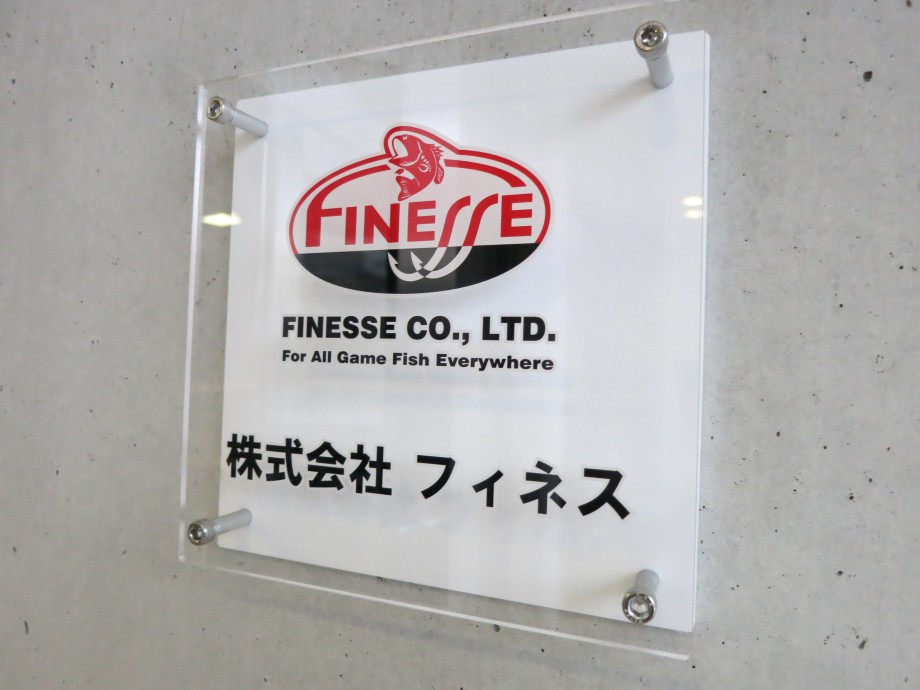 FINESSE
FINESSE CO., LTD.
For All Game Fish Everywhere
株式会社 フィネス